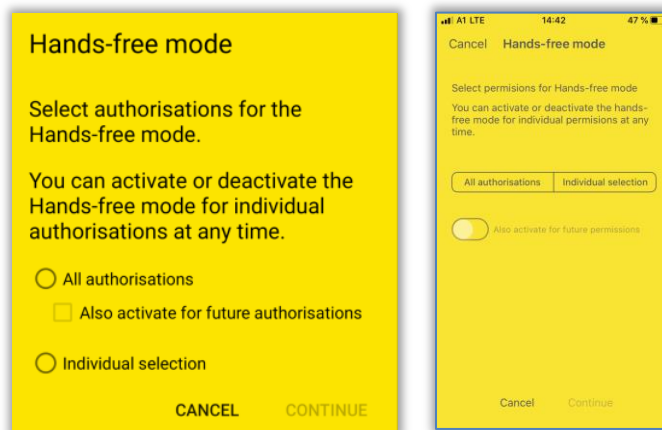 Hands-free mode
Select authorisations for the
Hands-free mode.
You can activate or deactivate the
Hands-free mode for individual
authorisations at any time.
All authorisations
Also activate for future authorisations
Individual selection
CANCEL CONTINUE
A1 LTE 14:42 47 %
Cancel Hands-free mode
Select permisions for Hands-free mode
You can activate or deactivate the hands-
free mode for individual permisions at any
time.
All authorisations Individual selection
Also activate for future permissions
Cancel Continue